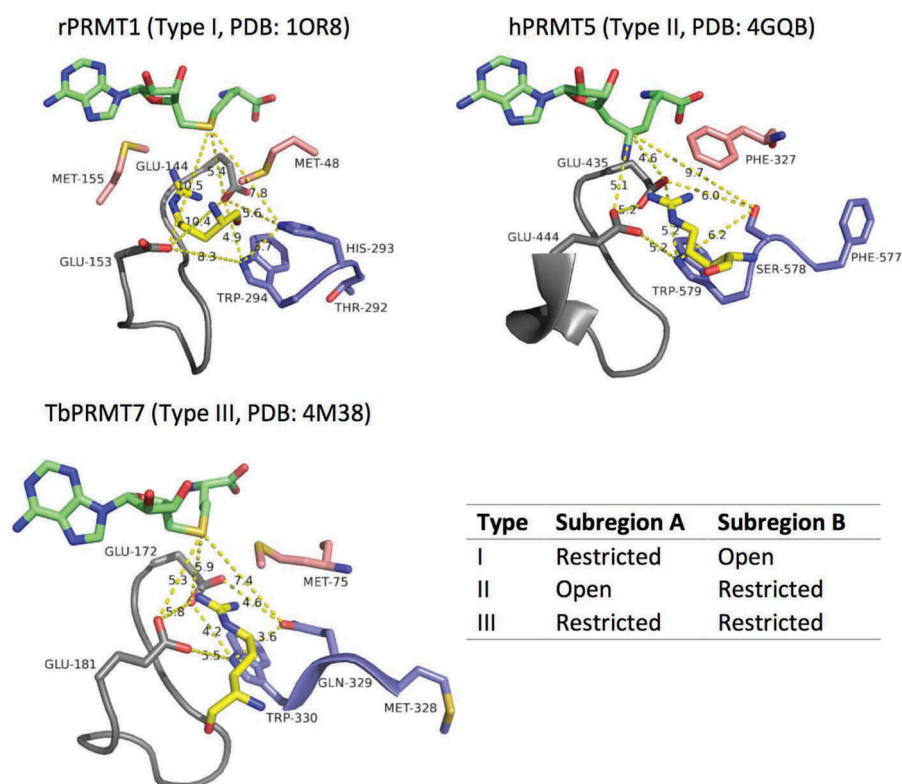 rPRMT1 (Type I, PDB: 1OR8)
hPRMT5 (Type II, PDB: 4GQB)
MET-155
GLU-144
MET-48
10.5
5.4
7.8
5.6
10.4
4.9
3.7
8.3
GLU-153
HIS-293
TRP-294
THR-292
GLU-435
4.6
PHE-327
9.7
5.1
6.0
5.2
GLU-444
5.2
6.2
5.2
SER-578
PHE-577
TRP-579
TbPRMT7 (Type III, PDB: 4M38)
GLU-172
5.9
5.3
7.4
MET-75
4.6
5.8
4.2
3.6
5.5
GLU-181
GLN-329
MET-328
TRP-330
Type Subregion A Subregion B
I Restricted Open
II Open Restricted
III Restricted Restricted